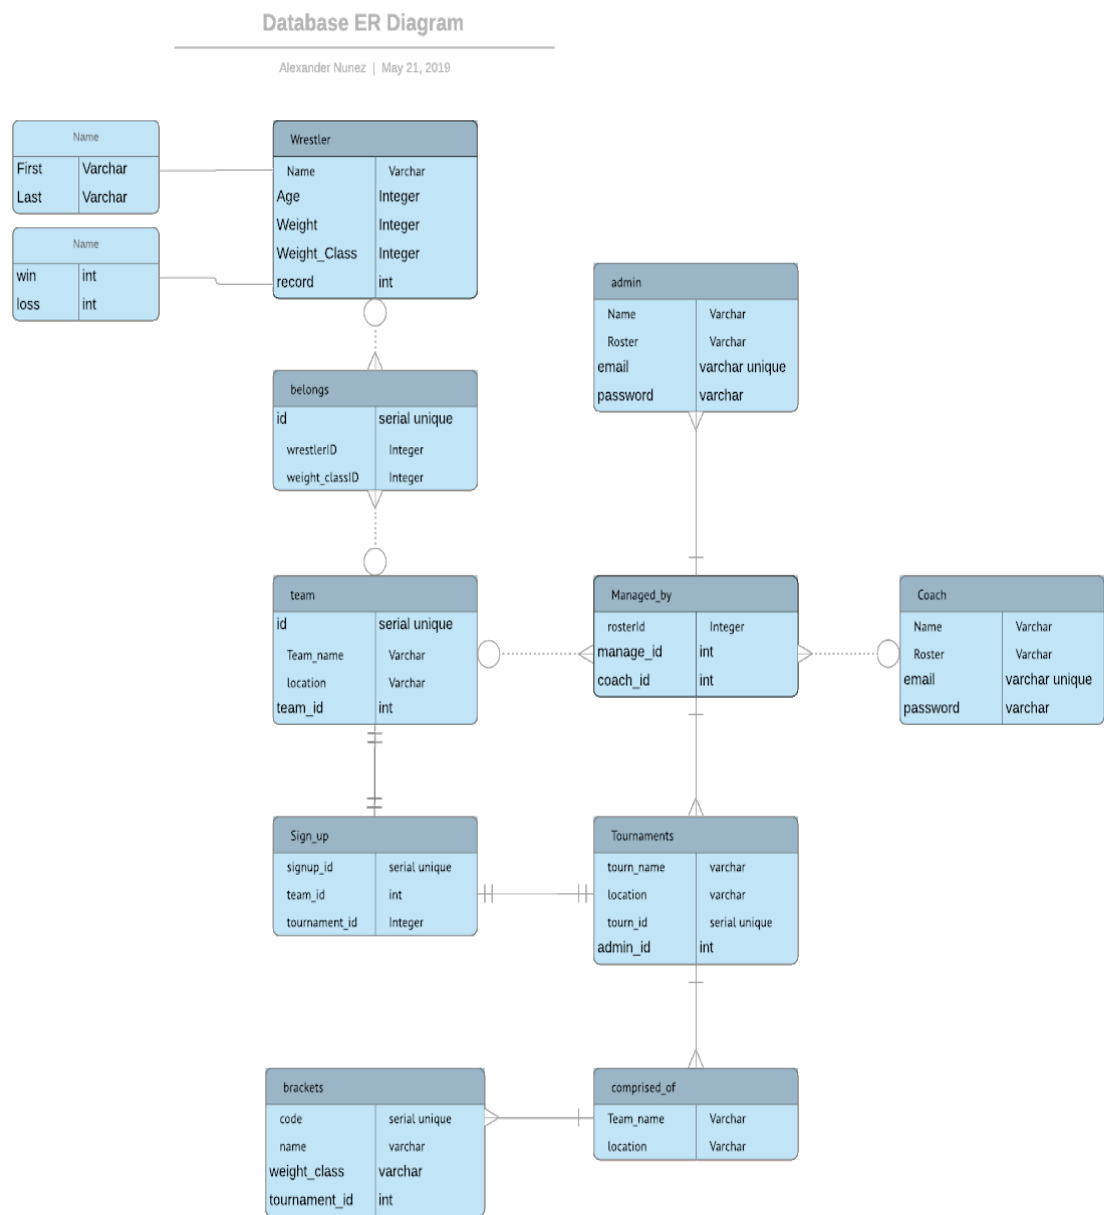 Database ER Diagram
Alexander Nunez | May 21, 2019
Name
First Varchar
Last Varchar
Name
win int
loss int
Wrestler
Name Varchar
Age Integer
Weight Integer
Weight_Class Integer
record int
admin
Name Varchar
Roster Varchar
email varchar unique
password varchar
belongs
id serial unique
wrestlerID Integer
weight_classID Integer
team
id serial unique
Team_name Varchar
location Varchar
team_id int
Managed_by
rosterId Integer
manage_id int
coach_id int
Coach
Name Varchar
Roster Varchar
email varchar unique
password varchar
Sign_up
signup_id serial unique
team_id int
tournament_id Integer
Tournaments
tourn_name varchar
location varchar
tourn_id serial unique
admin_id int
brackets
code serial unique
name varchar
weight_class varchar
tournament_id int
comprised_of
Team_name Varchar
location Varchar